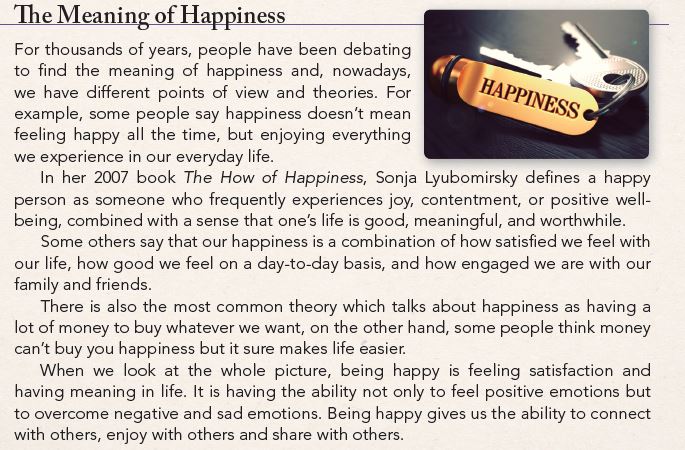 The Meaning of Happiness
For thousands of years, people have been debating
to find the meaning of happiness and, nowadays,
we have different points of view and theories. For
example, some people say happiness doesn't mean
feeling happy all the time, but enjoying everything
we experience in our everyday life.
HAPPINESS
In her 2007 book The How of Happiness, Sonja Lyubomirsky defines a happy
person as someone who frequently experiences joy, contentment, or positive well-
being, combined with a sense that one's life is good, meaningful, and worthwhile.
Some others say that our happiness is a combination of how satisfied we feel with
our life, how good we feel on a day-to-day basis, and how engaged we are with our
family and friends.
There is also the most common theory which talks about happiness as having a
lot of money to buy whatever we want, on the other hand, some people think money
can't buy you happiness but it sure makes life easier.
When we look at the whole picture, being happy is feeling satisfaction and
having meaning in life. It is having the ability not only to feel positive emotions but
to overcome negative and sad emotions. Being happy gives us the ability to connect
with others, enjoy with others and share with others.